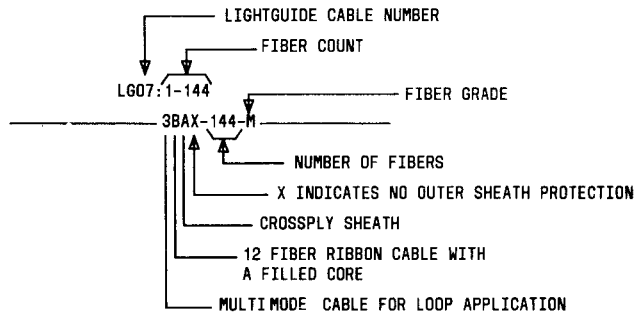 LIGHTGUIDE CABLE NUMBER
FIBER COUNT
LG07:1-144
FIBER GRADE
3BAX-144-M
NUMBER OF FIBERS
X INDICATES NO OUTER SHEATH PROTECTION
CROSSPLY SHEATH
12 FIBER RIBBON CABLE WITH
A FILLED CORE
MULTIMODE CABLE FOR LOOP APPLICATION